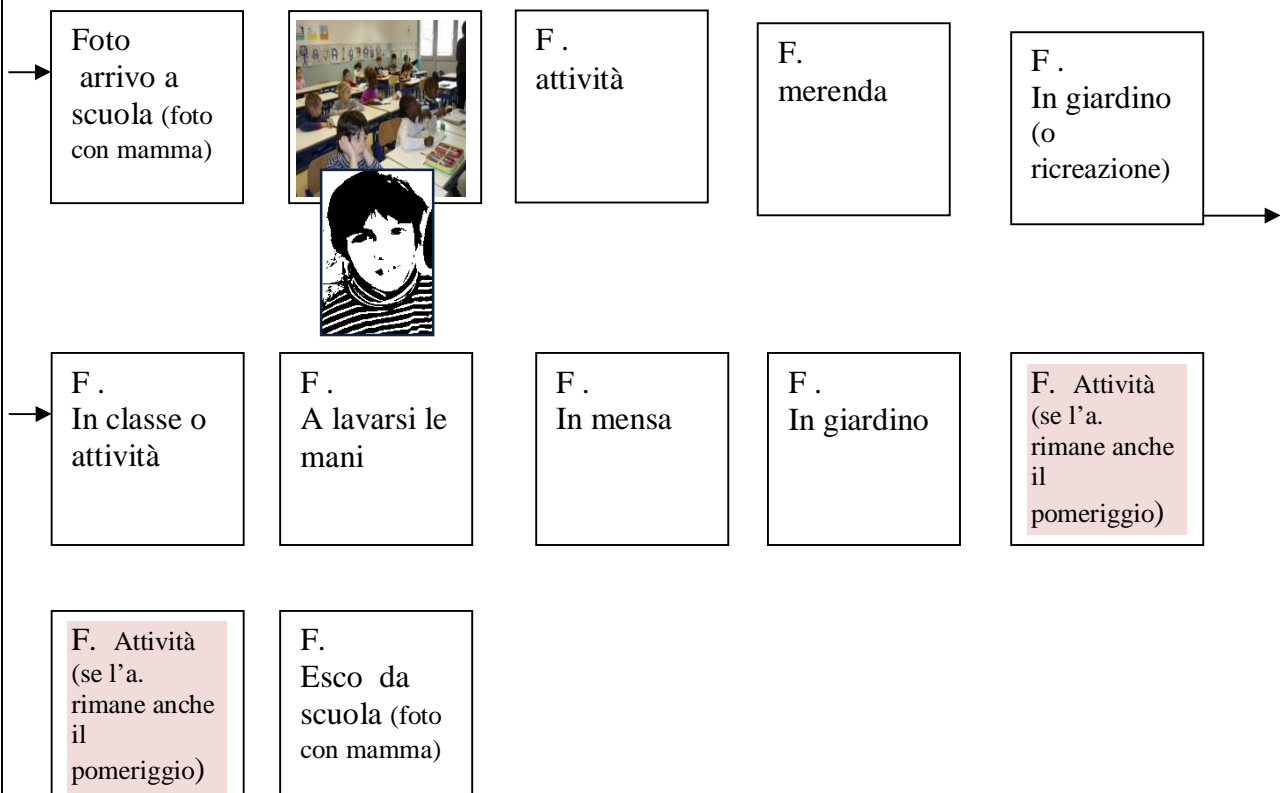 Foto
arrivo a
scuola (foto
con mamma)
F .
attività
F.
merenda
F .
In giardino
(o
ricreazione)
F .
In classe o
attività
F .
A lavarsi le
mani
F .
In mensa
F .
In giardino
F. Attività
(se l’a.
rimane anche
il
pomeriggio)
F. Attività
(se l’a.
rimane anche
il
pomeriggio)
F.
Esco da
scuola (foto
con mamma)